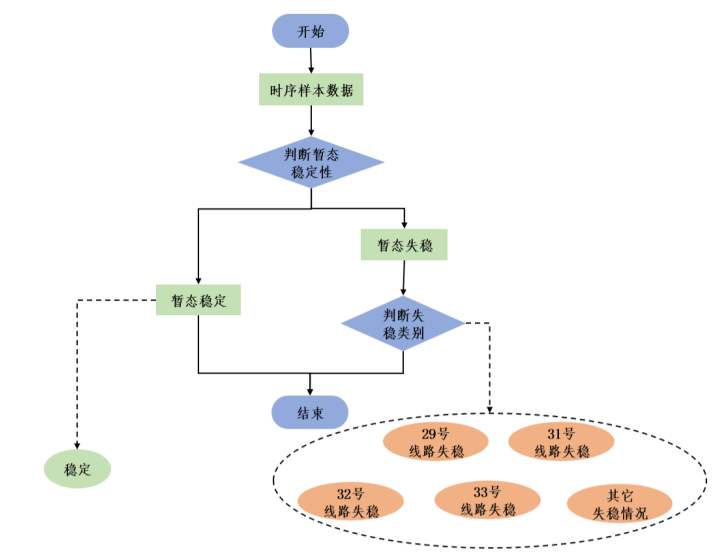 开始
时序样本数据
判断暂态
稳定性
暂态失稳
暂态稳定
判断失
稳类别
结束
稳定
29号
线路失稳
31号
线路失稳
32号
线路失稳
33号
线路失稳
其它
失稳情况